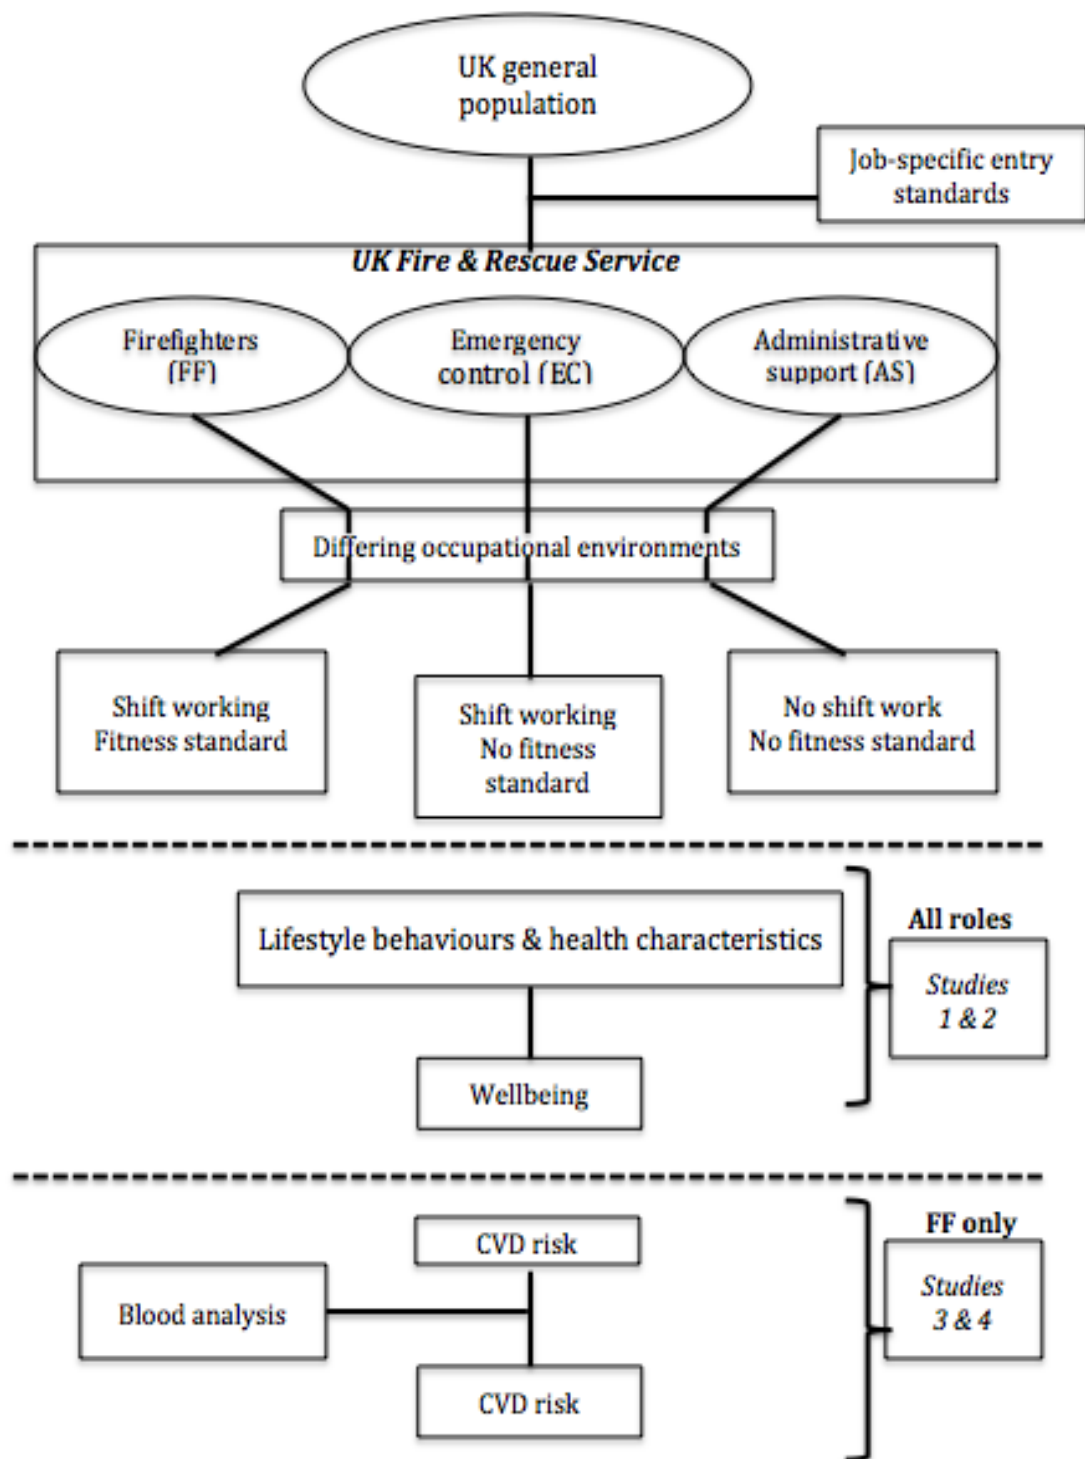 UK general
population
Job-specific entry
standards
UK Fire & Rescue Service
Firefighters
(FF)
Emergency
control (EC)
Administrative
support (AS)
Differing occupational environments
Shift working
Fitness standard
Shift working
No fitness
standard
No shift work
No fitness standard
Lifestyle behaviours & health characteristics
All roles
Studies
1 & 2
Wellbeing
CVD risk
FF only
Studies
3 & 4
Blood analysis
CVD risk